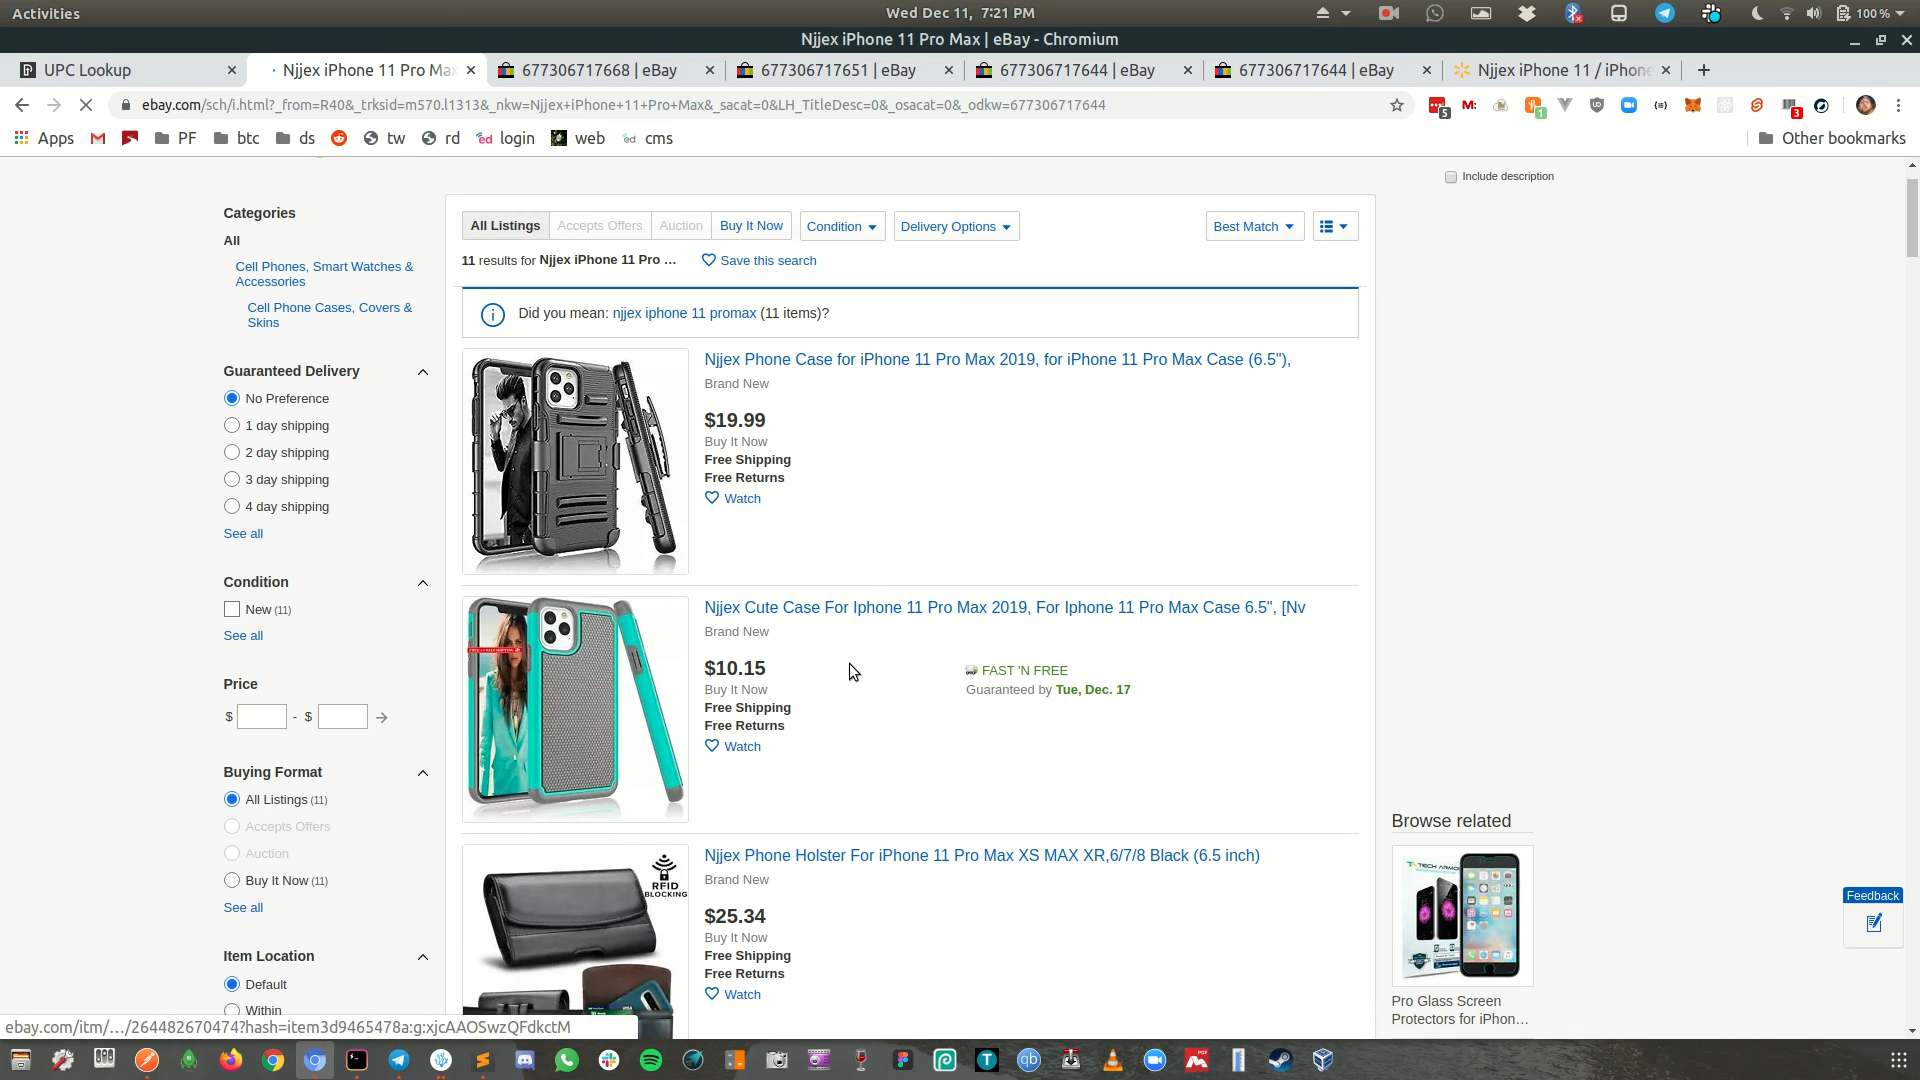 Activities
Wed Dec 11, 7:21 PM
100 %
Njjex iPhone 11 Pro Max | eBay - Chromium
UPC Lookup
Njjex iPhone 11 Pro Max
677306717668 | eBay
677306717651 | eBay
677306717644 | eBay
677306717644 | eBay
Njjex iPhone 11 / iPhone
ebay.com/sch/i.html?_from=R40&_trksid=m570.l1313&_nkw=Njjex+iPhone+11+Pro+Max&_sacat=0&LH_TitleDesc=0&_osacat=0&_odkw=677306717644
Apps
PF
btc
ds
tw
rd
login
web
cms
Other bookmarks
Include description
Categories
All
Cell Phones, Smart Watches &
Accessories
Cell Phone Cases, Covers &
Skins
Guaranteed Delivery
No Preference
1 day shipping
2 day shipping
3 day shipping
4 day shipping
See all
Condition
New (11)
See all
Price
$ - $
Buying Format
All Listings (11)
Accepts Offers
Auction
Buy It Now (11)
See all
Item Location
Default
Within
All Listings
Accepts Offers
Auction
Buy It Now
Condition
Delivery Options
Best Match
11 results for Njjex iPhone 11 Pro ...
Save this search
Did you mean: njjex iphone 11 promax (11 items)?
Njjex Phone Case for iPhone 11 Pro Max 2019, for iPhone 11 Pro Max Case (6.5"),
Brand New
$19.99
Buy It Now
Free Shipping
Free Returns
Watch
Njjex Cute Case For Iphone 11 Pro Max 2019, For Iphone 11 Pro Max Case 6.5", [Nv
Brand New
$10.15
Buy It Now
Free Shipping
Free Returns
Watch
FAST 'N FREE
Guaranteed by Tue, Dec. 17
RFID
BLOCKING
Njjex Phone Holster For iPhone 11 Pro Max XS MAX XR,6/7/8 Black (6.5 inch)
Brand New
$25.34
Buy It Now
Free Shipping
Free Returns
Watch
Browse related
TECH ARMOR
Pro Glass Screen
Protectors for iPhon...
Feedback
ebay.com/itm/.../264482670474?hash=item3d9465478a:g:xjcAAOSwzQFdkctM